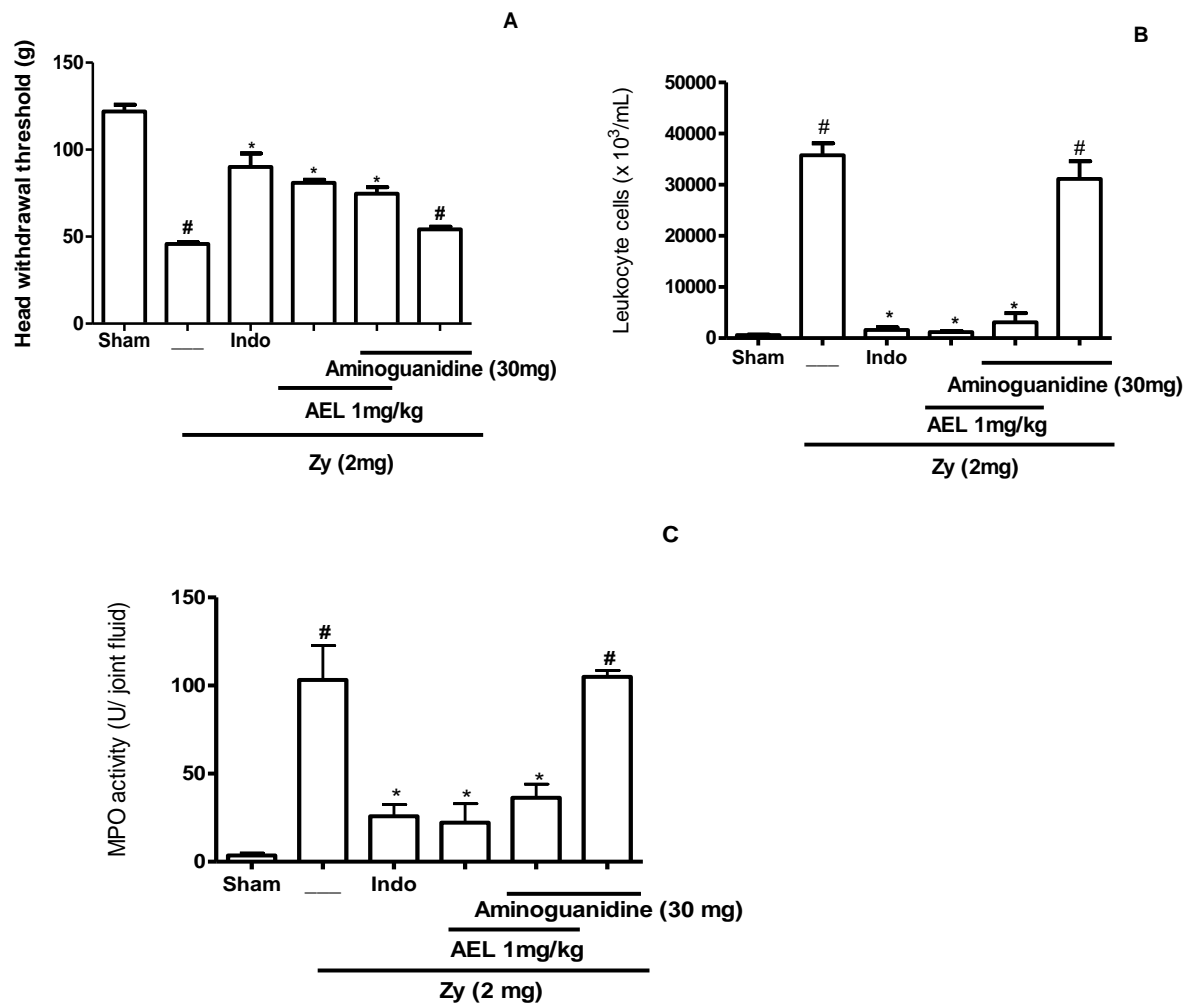 A
Head withdrawal threshold (g)
150
100
50
0
*
*
*
#
#
Sham ___ Indo
Aminoguanidine (30mg)
AEL 1mg/kg
Zy (2mg)
B
Leukocyte cells (x 10³/mL)
50000
40000
30000
20000
10000
0
#
#
*
*
*
Sham ___ Indo
Aminoguanidine (30mg)
AEL 1mg/kg
Zy (2mg)
C
MPO activity (U/ joint fluid)
150
100
50
0
#
#
*
*
*
Sham ___ Indo
Aminoguanidine (30 mg)
AEL 1mg/kg
Zy (2 mg)